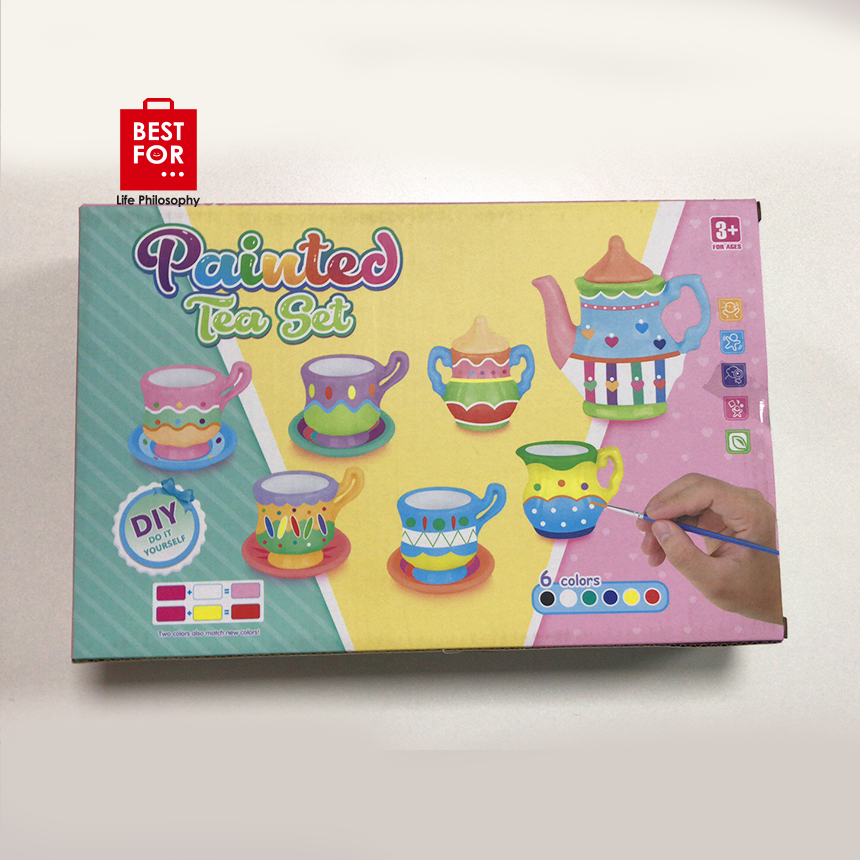 BEST
FOR
...
Life Philosophy
Painted
Tea Set
3+
FOR AGES
DIY
DO IT
YOURSELF
6 colors
+ =
+ =
Two colors also match new colors!